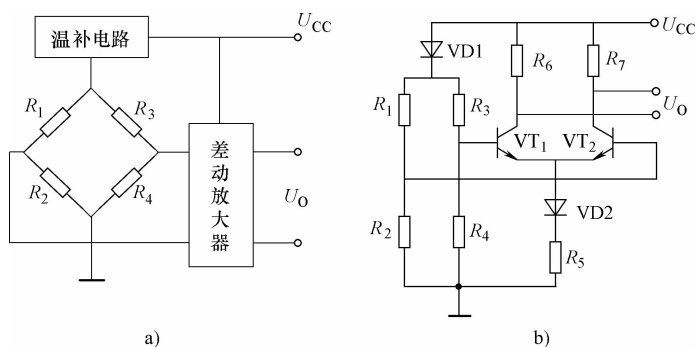 U_CC
温补电路
R_1
R_3
R_2
R_4
差动放大器
U_O
a)
U_CC
VD1
R_6
R_7
R_1
R_3
U_O
VT_1
VT_2
VD2
R_2
R_4
R_5
b)